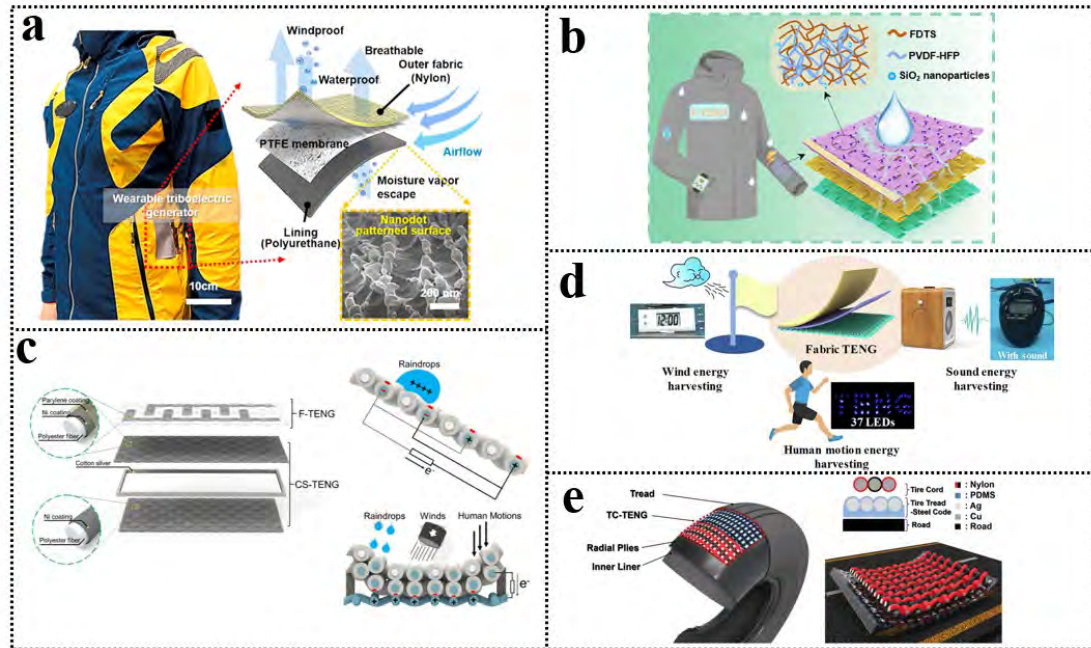 a
Windproof
Waterproof
Breathable
Outer fabric
(Nylon)
PTFE membrane
Airflow
Moisture vapor
escape
Lining
(Polyurethane)
Nanodot
patterned surface
Wearable triboelectric
generator
10cm
200 nm
b
FDTS
PVDF-HFP
SiO₂ nanoparticles
c
Parylene coating
Ni coating
Polyester fiber
F-TENG
Cotton sliver
CS-TENG
Ni coating
Polyester fiber
Raindrops
++++
e⁻
Raindrops
Winds
Human Motions
e⁻
d
12:00
Wind energy
harvesting
Fabric TENG
With sound
Sound energy
harvesting
TENG
37 LEDs
Human motion energy
harvesting
e
Tread
TC-TENG
Radial Plies
Inner Liner
Tire Cord
Tire Tread
-Steel Code
Road
: Nylon
: PDMS
: Ag
: Cu
: Road